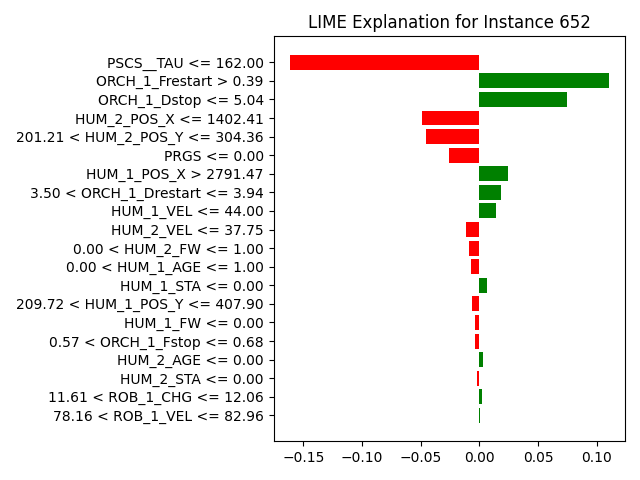 LIME Explanation for Instance 652
PSCS__TAU <= 162.00
ORCH_1_Frestart > 0.39
ORCH_1_Dstop <= 5.04
HUM_2_POS_X <= 1402.41
201.21 < HUM_2_POS_Y <= 304.36
PRGS <= 0.00
HUM_1_POS_X > 2791.47
3.50 < ORCH_1_Drestart <= 3.94
HUM_1_VEL <= 44.00
HUM_2_VEL <= 37.75
0.00 < HUM_2_FW <= 1.00
0.00 < HUM_1_AGE <= 1.00
HUM_1_STA <= 0.00
209.72 < HUM_1_POS_Y <= 407.90
HUM_1_FW <= 0.00
0.57 < ORCH_1_Fstop <= 0.68
HUM_2_AGE <= 0.00
HUM_2_STA <= 0.00
11.61 < ROB_1_CHG <= 12.06
78.16 < ROB_1_VEL <= 82.96
−0.15 −0.10 −0.05 0.00 0.05 0.10